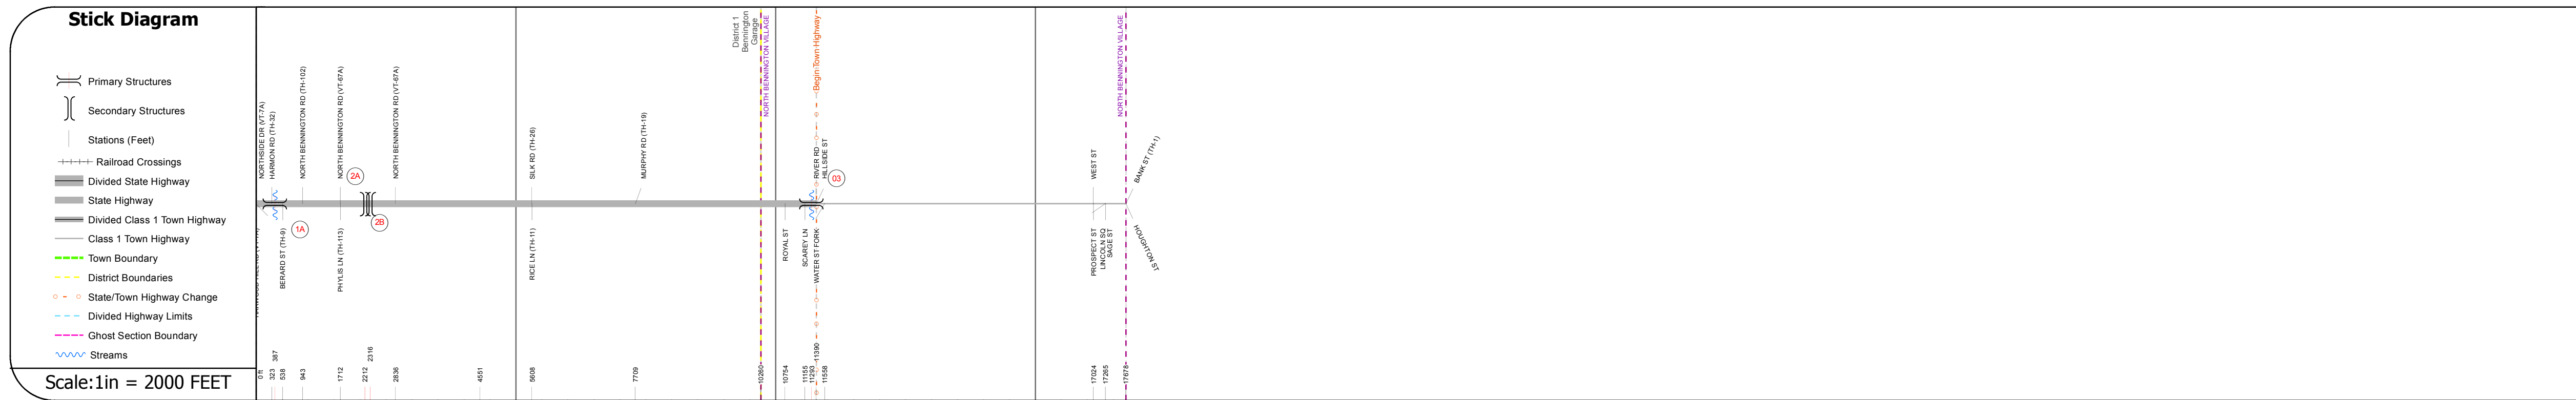 Stick Diagram
Primary Structures
Secondary Structures
Stations (Feet)
Railroad Crossings
Divided State Highway
State Highway
Divided Class 1 Town Highway
Class 1 Town Highway
Town Boundary
District Boundaries
State/Town Highway Change
Divided Highway Limits
Ghost Section Boundary
Streams
Scale:1in = 2000 FEET
NORTHSIDE DR (VT-7A)
HARMON RD (TH-32)
NORTH BENNINGTON RD (TH-102)
NORTH BENNINGTON RD (VT-67A)
NORTH BENNINGTON RD (VT-67A)
SILK RD (TH-26)
MURPHY RD (TH-19)
District 1
Bennington
Garage
NORTH BENNINGTON VILLAGE
Begin Town Highway
RIVER RD
HILLSIDE ST
WEST ST
NORTH BENNINGTON VILLAGE
BANK ST (TH-1)
1A
2A
2B
03
BERARD ST (TH-9)
PHYLIS LN (TH-113)
RICE LN (TH-11)
ROYAL ST
SCAREY LN
WATER ST FORK
PROSPECT ST
LINCOLN SQ
SAGE ST
HOUGHTON ST
0 ft
323
387
538
943
1712
2212
2316
2836
4551
5608
7709
10260
10754
11155
11293
11390
11558
17024
17265
17678